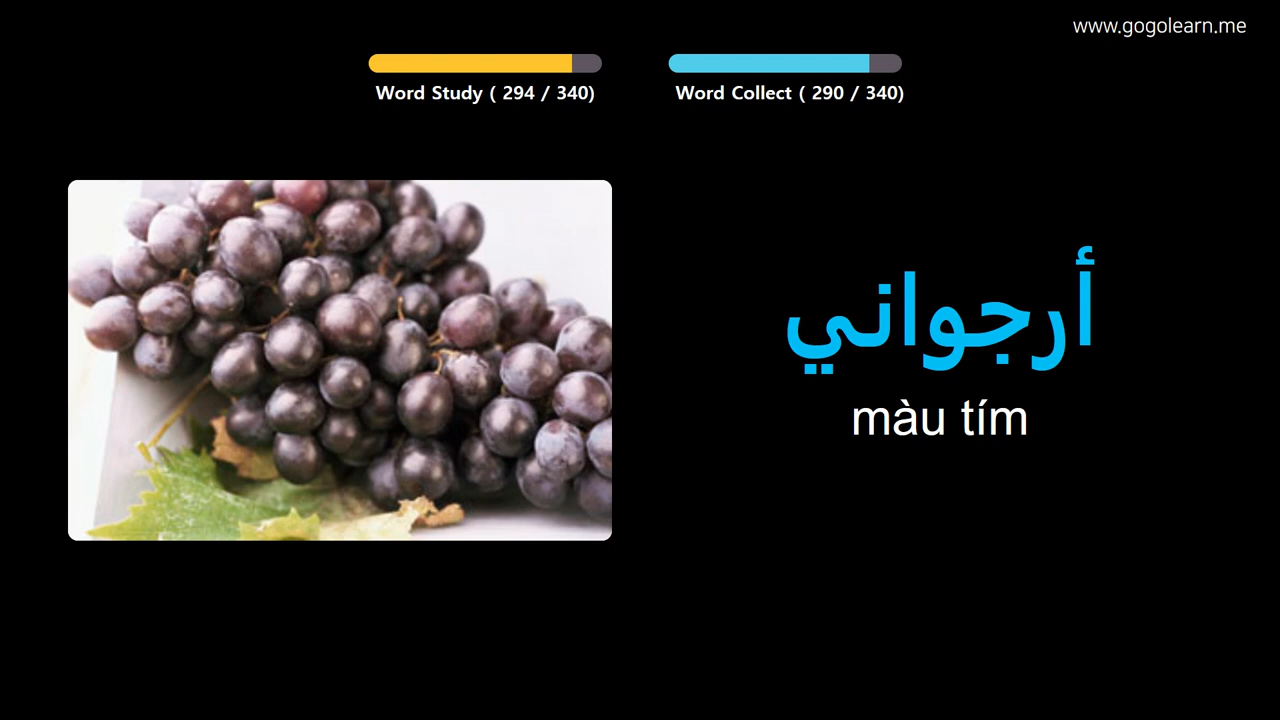 www.gogolearn.me
Word Study ( 294 / 340)
Word Collect ( 290 / 340)
أرجواني
màu tím